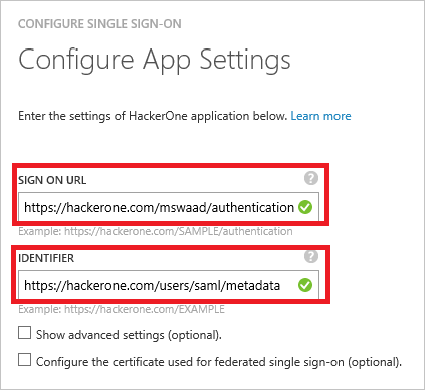 CONFIGURE SINGLE SIGN-ON
Configure App Settings
Enter the settings of HackerOne application below. Learn more
SIGN ON URL
?
https://hackerone.com/mswaad/authentication
Example: https://hackerone.com/SAMPLE/authentication
IDENTIFIER
?
https://hackerone.com/users/saml/metadata
Example: https://hackerone.com/EXAMPLE
Show advanced settings (optional).
Configure the certificate used for federated single sign-on (optional).